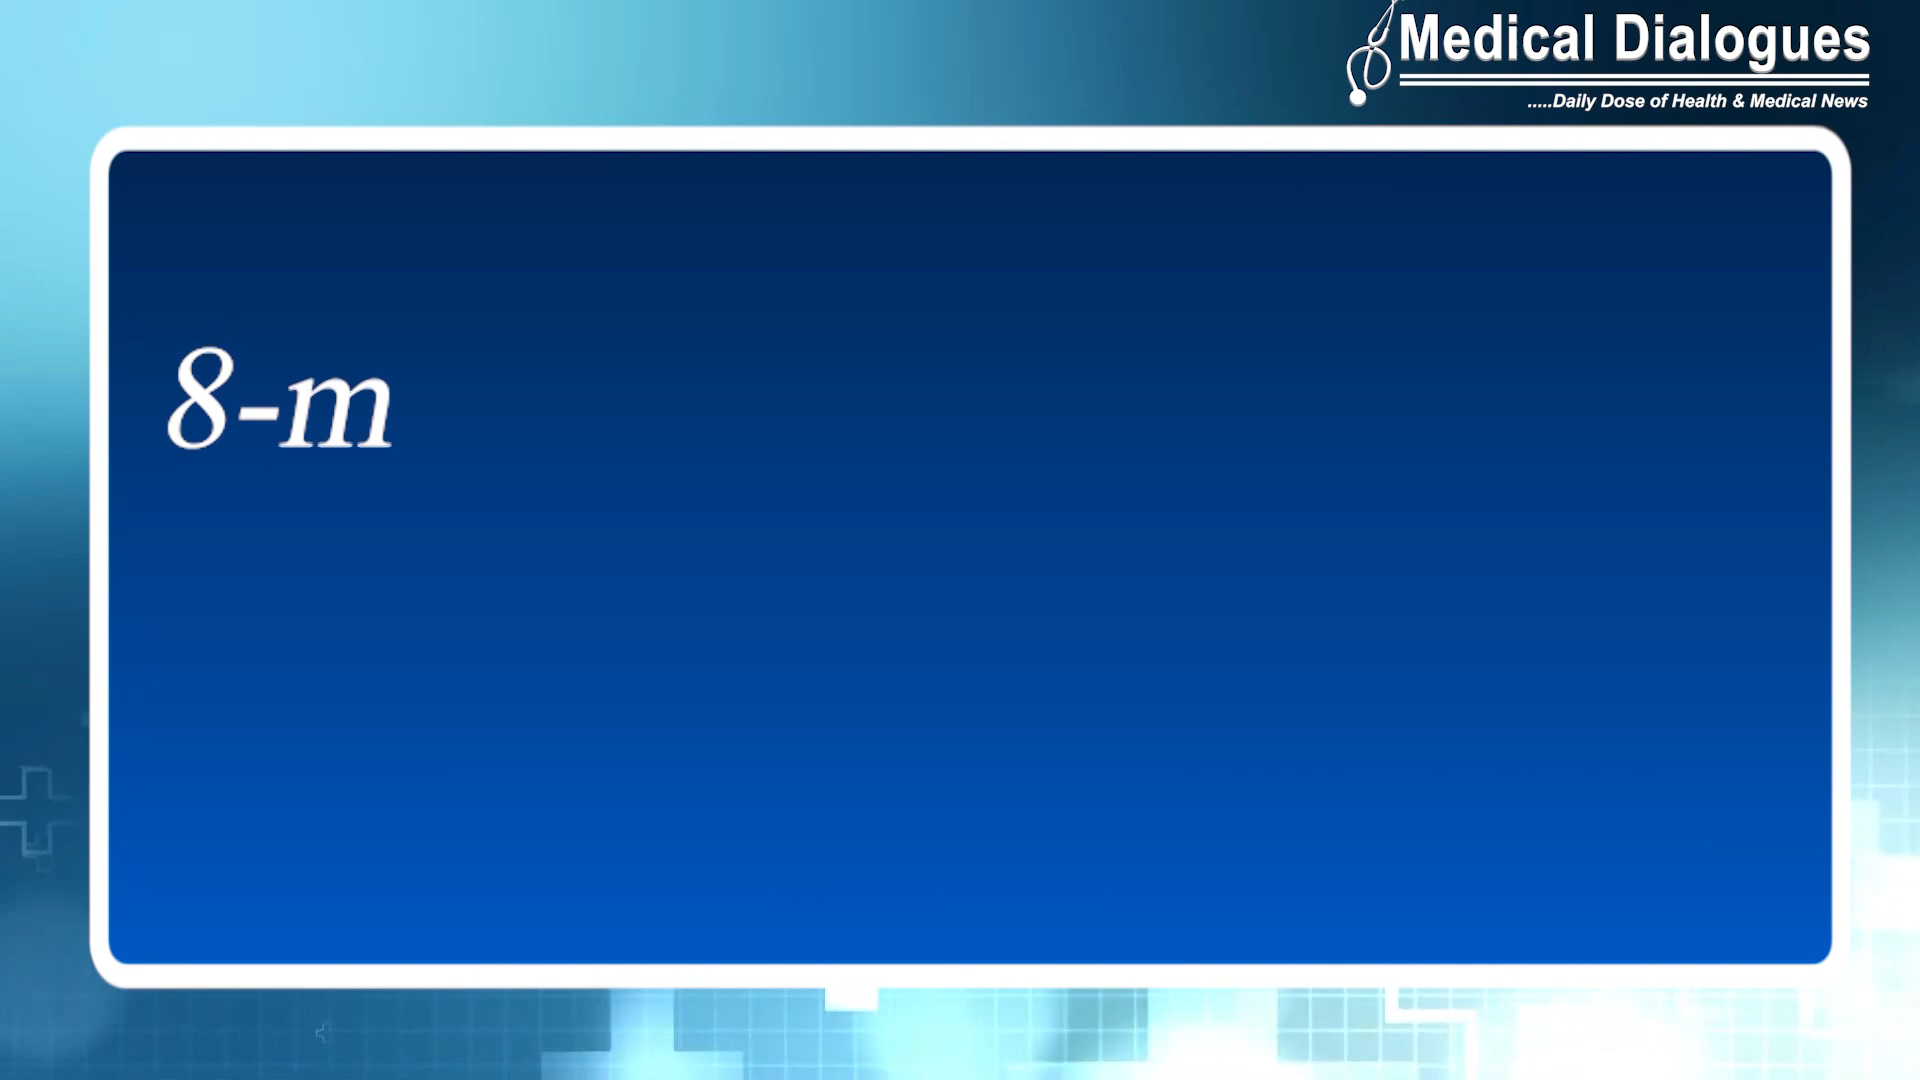 Medical Dialogues
.....Daily Dose of Health & Medical News
8-m